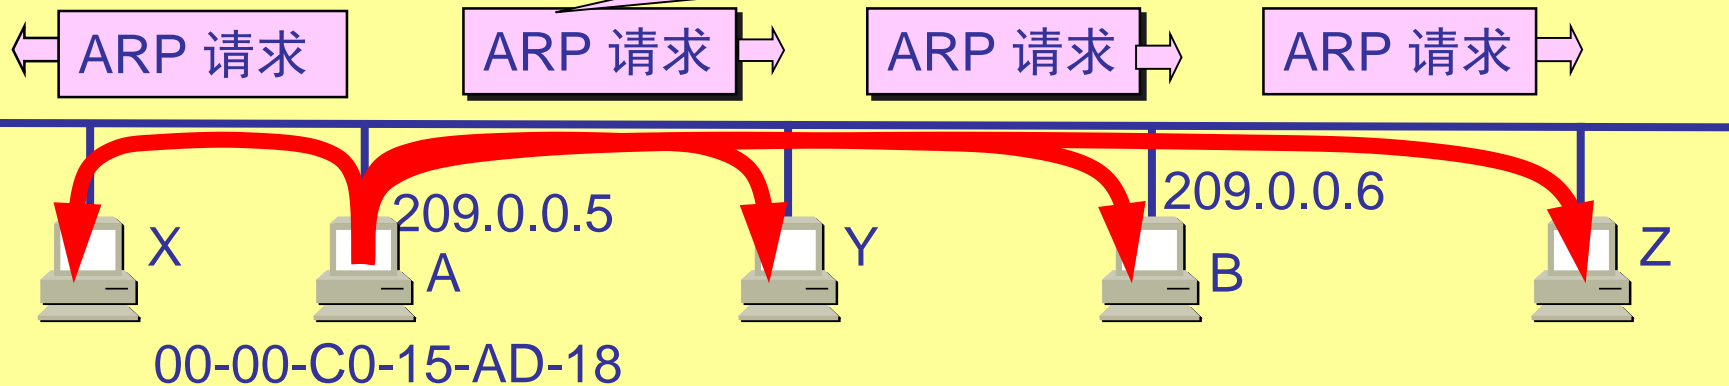 ARP 请求
ARP 请求
ARP 请求
ARP 请求
209.0.0.5
209.0.0.6
X
A
Y
B
Z
00-00-C0-15-AD-18